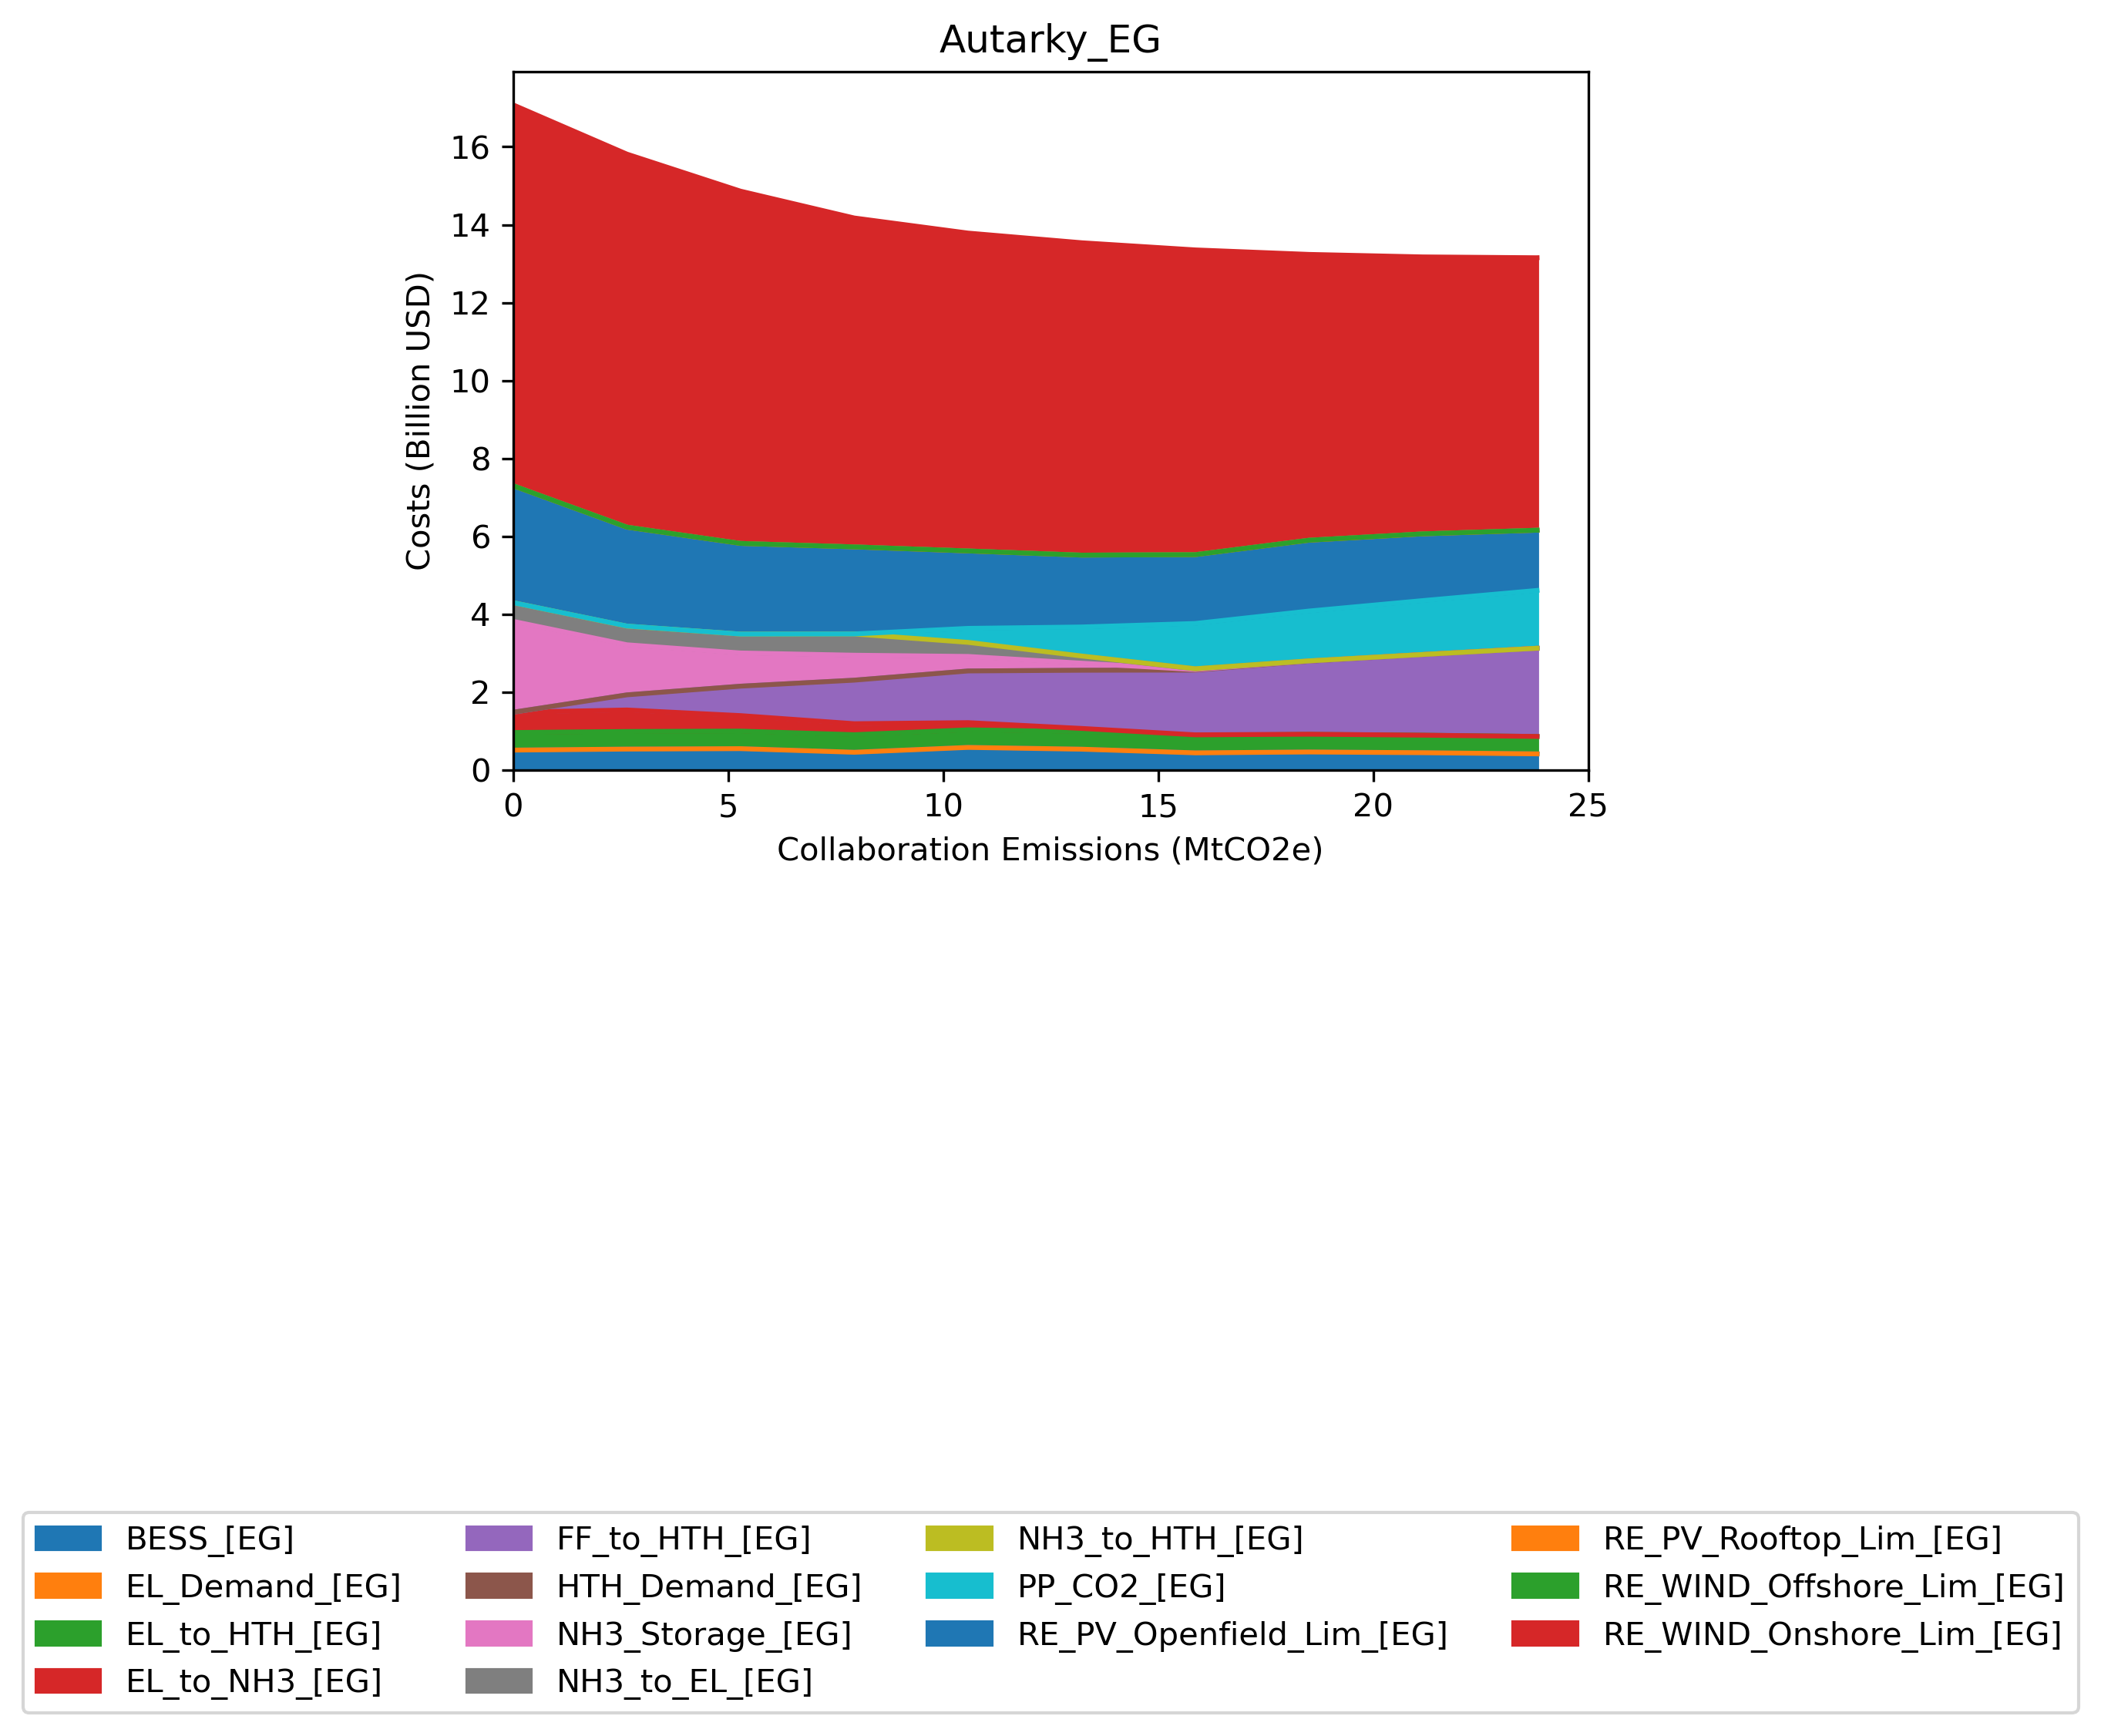 Autarky_EG
Costs (Billion USD)
16
14
12
10
8
6
4
2
0
0 5 10 15 20 25
Collaboration Emissions (MtCO2e)
BESS_[EG]
EL_Demand_[EG]
EL_to_HTH_[EG]
EL_to_NH3_[EG]
FF_to_HTH_[EG]
HTH_Demand_[EG]
NH3_Storage_[EG]
NH3_to_EL_[EG]
NH3_to_HTH_[EG]
PP_CO2_[EG]
RE_PV_Openfield_Lim_[EG]
RE_PV_Rooftop_Lim_[EG]
RE_WIND_Offshore_Lim_[EG]
RE_WIND_Onshore_Lim_[EG]